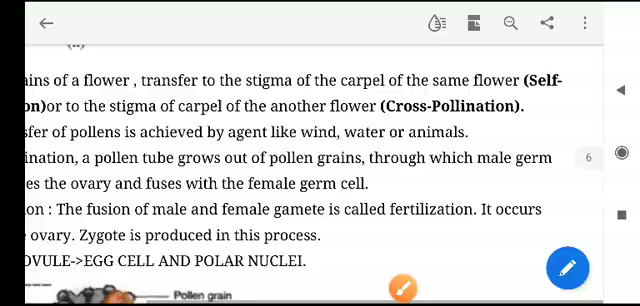 (ii)
ains of a flower , transfer to the stigma of the carpel of the same flower (Self-
on)or to the stigma of carpel of the another flower (Cross-Pollination).
sfer of pollens is achieved by agent like wind, water or animals.
ination, a pollen tube grows out of pollen grains, through which male germ
6
es the ovary and fuses with the female germ cell.
ion : The fusion of male and female gamete is called fertilization. It occurs
ovary. Zygote is produced in this process.
OVULE->EGG CELL AND POLAR NUCLEI.
Pollen grain